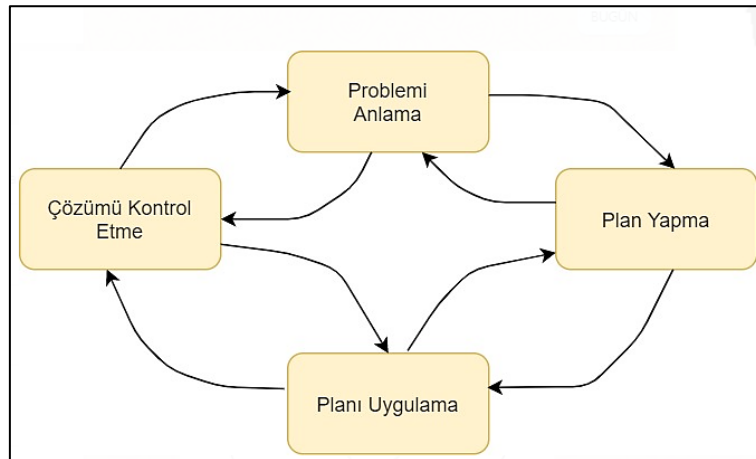 Problemi
Anlama
Çözümü Kontrol
Etme
Plan Yapma
Planı Uygulama